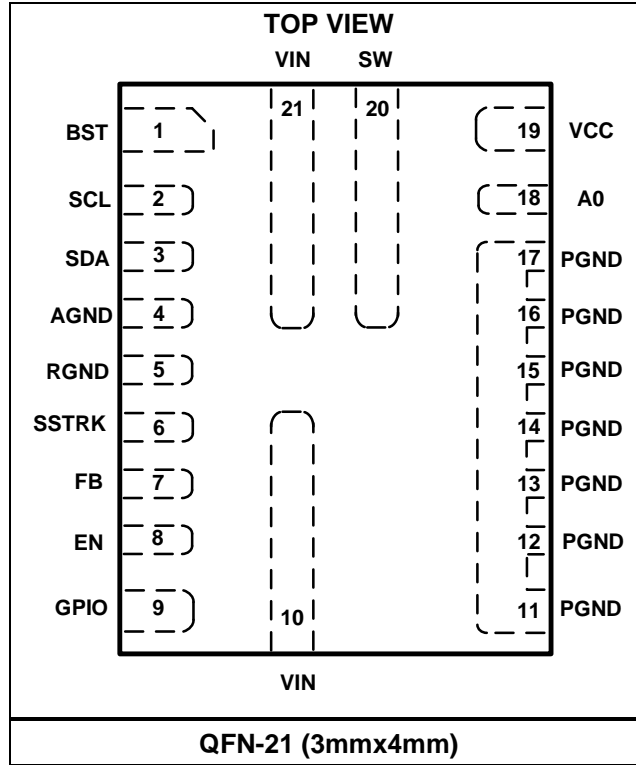 TOP VIEW
VIN SW
21 20
BST 1 19 VCC
SCL 2 18 A0
SDA 3 17 PGND
AGND 4 16 PGND
RGND 5 15 PGND
SSTRK 6 14 PGND
FB 7 13 PGND
EN 8 12 PGND
GPIO 9 10 11 PGND
VIN
QFN-21 (3mmx4mm)